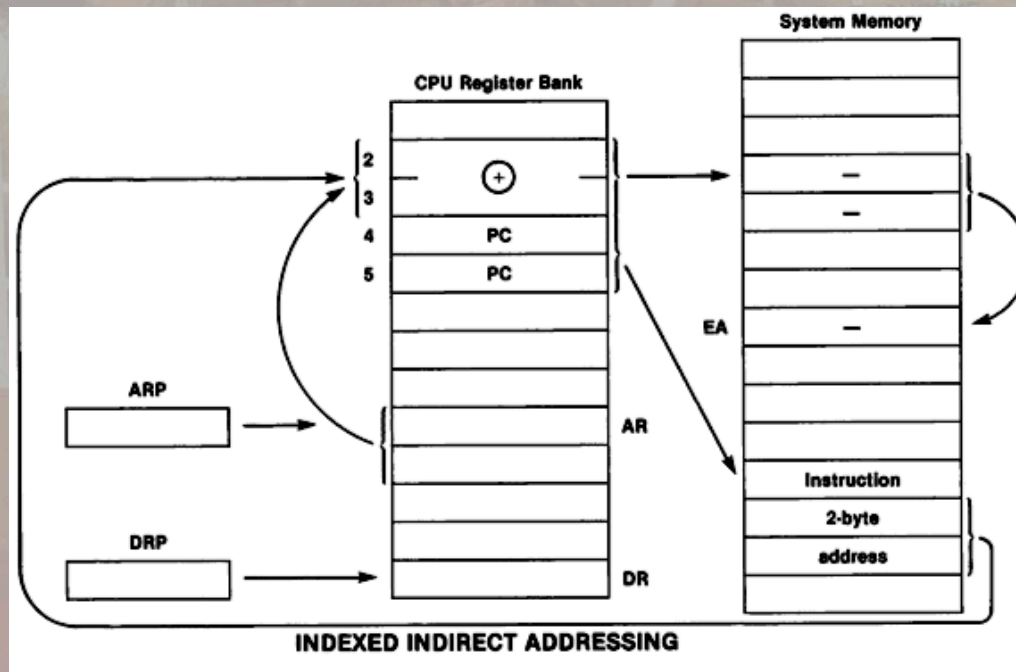 System Memory
CPU Register Bank
2
+
3
4
PC
5
PC
EA
ARP
AR
Instruction
2-byte
DRP
address
DR
INDEXED INDIRECT ADDRESSING